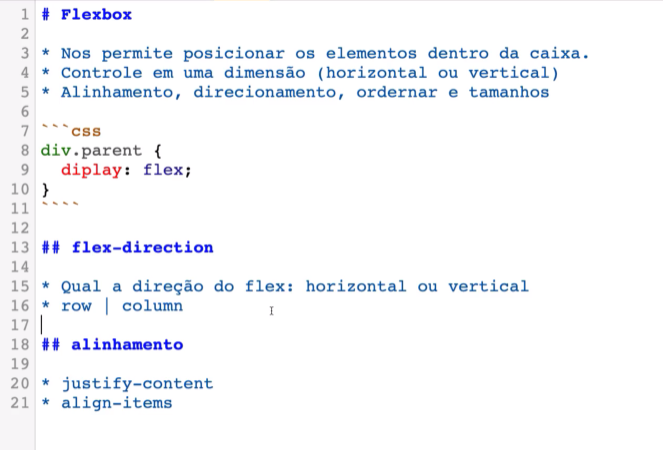 1 # Flexbox
2
3 * Nos permite posicionar os elementos dentro da caixa.
4 * Controle em uma dimensão (horizontal ou vertical)
5 * Alinhamento, direcionamento, ordernar e tamanhos
6
7 ```css
8 div.parent {
9   diplay: flex;
10 }
11 ````
12
13 ## flex-direction
14
15 * Qual a direção do flex: horizontal ou vertical
16 * row | column
17
18 ## alinhamento
19
20 * justify-content
21 * align-items